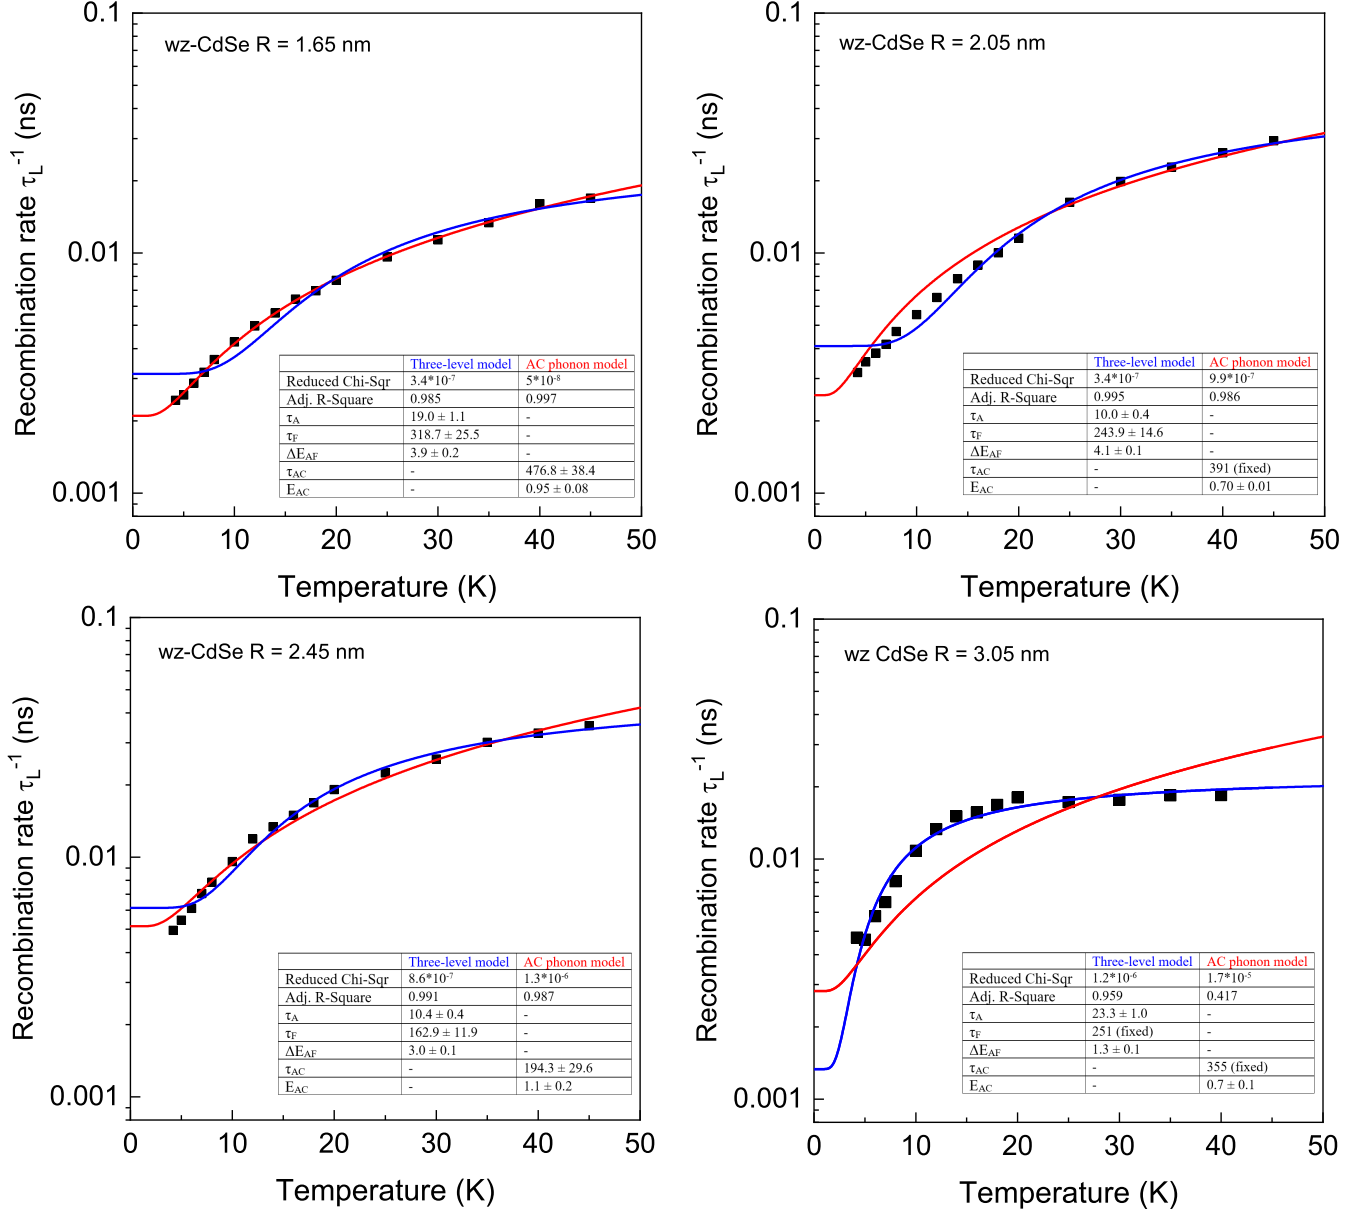 wz-CdSe R = 1.65 nm
0.1
0.01
0.001
Recombination rate τL-1 (ns)
Three-level model AC phonon model
Reduced Chi-Sqr 3.4*10-7 5*10-8
Adj. R-Square 0.985 0.997
τA 19.0 ± 1.1 -
τF 318.7 ± 25.5 -
ΔEAF 3.9 ± 0.2 -
τAC - 476.8 ± 38.4
EAC - 0.95 ± 0.08
0 10 20 30 40 50
Temperature (K)
wz-CdSe R = 2.05 nm
0.1
0.01
0.001
Recombination rate τL-1 (ns)
Three-level model AC phonon model
Reduced Chi-Sqr 3.4*10-7 9.9*10-7
Adj. R-Square 0.995 0.986
τA 10.0 ± 0.4 -
τF 243.9 ± 14.6 -
ΔEAF 4.1 ± 0.1 -
τAC - 391 (fixed)
EAC - 0.70 ± 0.01
0 10 20 30 40 50
Temperature (K)
wz-CdSe R = 2.45 nm
0.1
0.01
0.001
Recombination rate τL-1 (ns)
Three-level model AC phonon model
Reduced Chi-Sqr 8.6*10-7 1.3*10-6
Adj. R-Square 0.991 0.987
τA 10.4 ± 0.4 -
τF 162.9 ± 11.9 -
ΔEAF 3.0 ± 0.1 -
τAC - 194.3 ± 29.6
EAC - 1.1 ± 0.2
0 10 20 30 40 50
Temperature (K)
wz CdSe R = 3.05 nm
0.1
0.01
0.001
Recombination rate τL-1 (ns)
Three-level model AC phonon model
Reduced Chi-Sqr 1.2*10-6 1.7*10-5
Adj. R-Square 0.959 0.417
τA 23.3 ± 1.0 -
τF 251 (fixed) -
ΔEAF 1.3 ± 0.1 -
τAC - 355 (fixed)
EAC - 0.7 ± 0.1
0 10 20 30 40 50
Temperature (K)